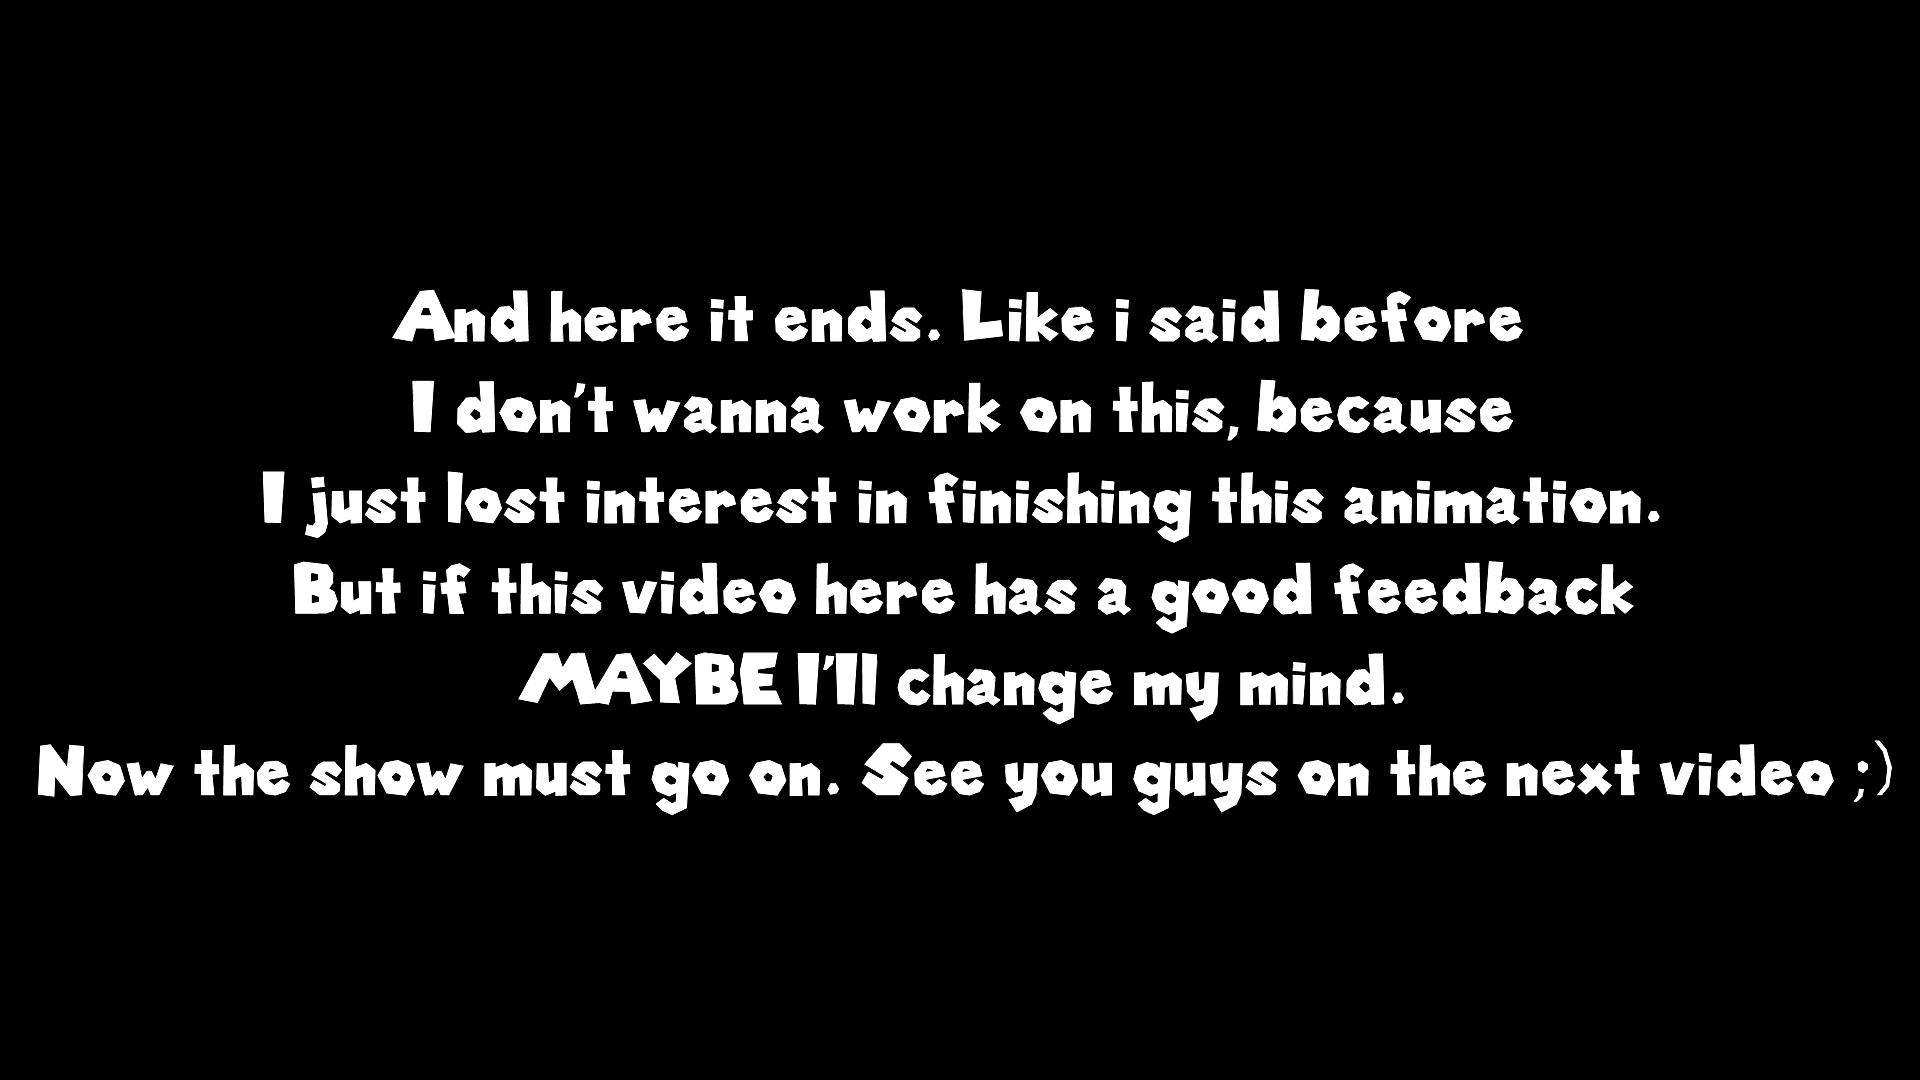 And here it ends. Like i said before
I don't wanna work on this, because
I just lost interest in finishing this animation.
But if this video here has a good feedback
MAYBE I'll change my mind.
Now the show must go on. See you guys on the next video ;)